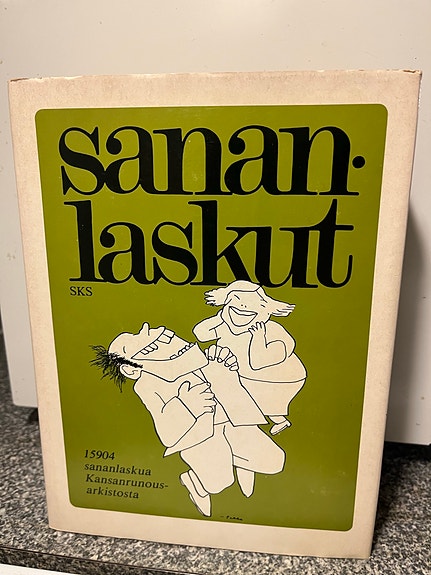 sanan-
laskut
SKS
15904
sananlaskua
Kansanrunous-
arkistosta